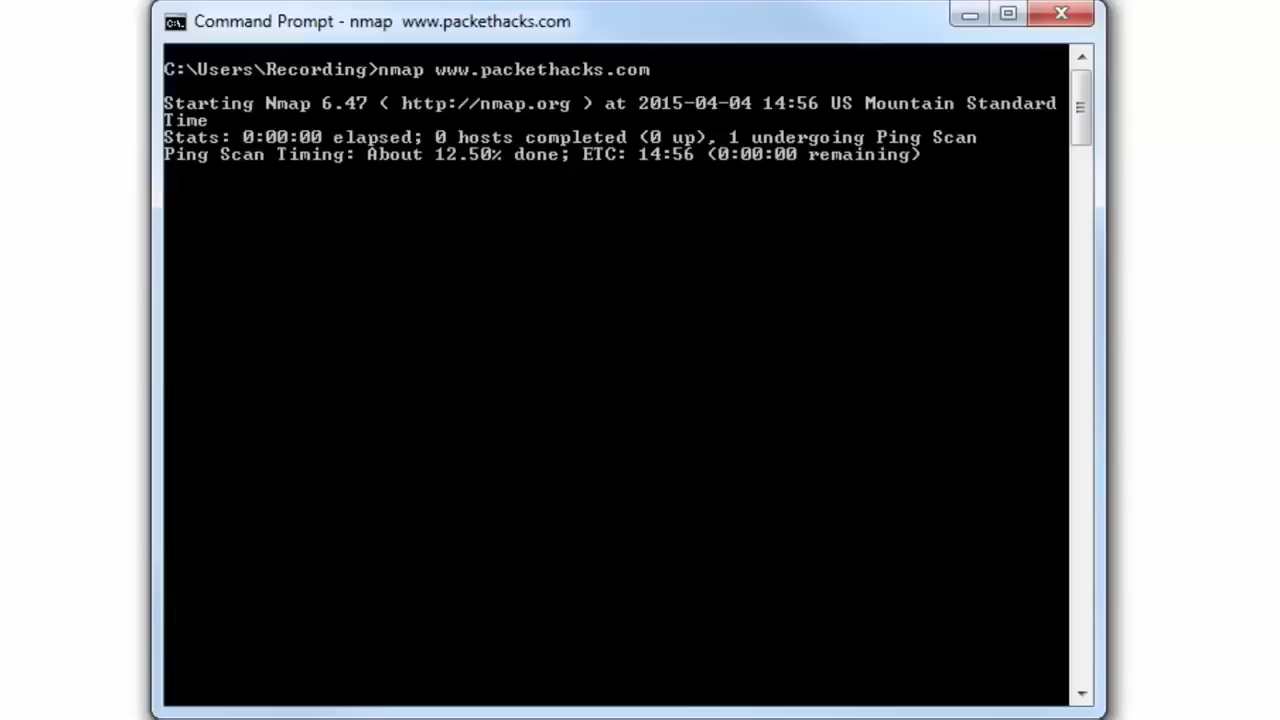 Command Prompt - nmap  www.packethacks.com
C:\Users\Recording>nmap www.packethacks.com
Starting Nmap 6.47 ( http://nmap.org ) at 2015-04-04 14:56 US Mountain Standard
Time
Stats: 0:00:00 elapsed; 0 hosts completed (0 up), 1 undergoing Ping Scan
Ping Scan Timing: About 12.50% done; ETC: 14:56 (0:00:00 remaining)